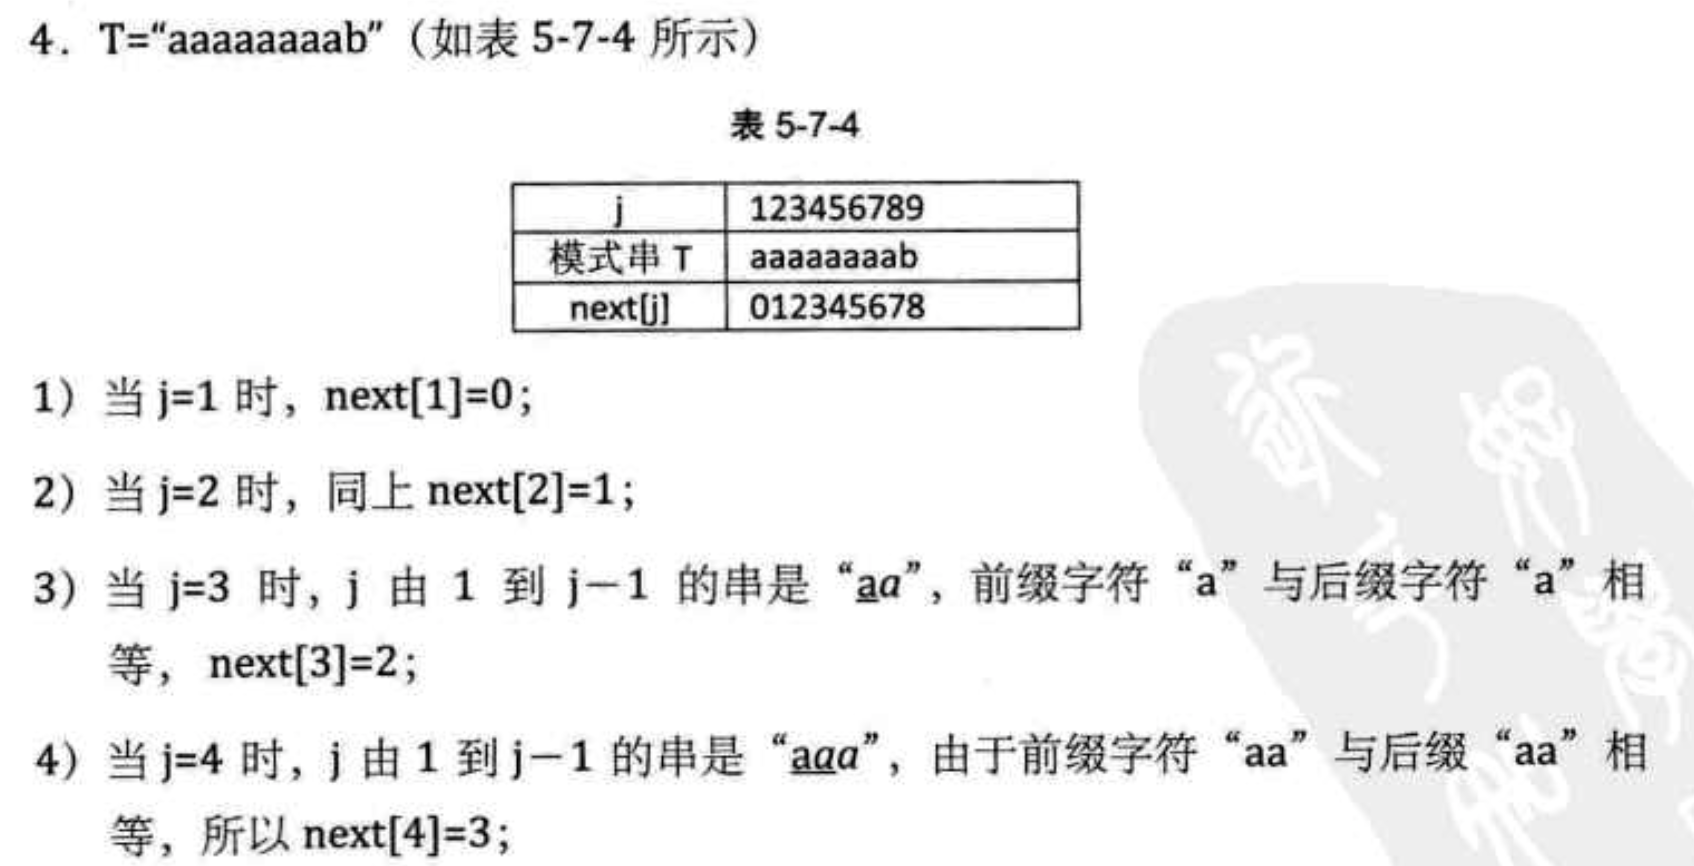 4．T=“aaaaaaaab”（如表 5-7-4 所示）
表 5-7-4
j 123456789
模式串 T aaaaaaaab
next[j] 012345678
1）当 j=1 时，next[1]=0；
2）当 j=2 时，同上 next[2]=1；
3）当 j=3 时，j 由 1 到 j－1 的串是“aa”，前缀字符“a”与后缀字符“a”相
等，next[3]=2；
4）当 j=4 时，j 由 1 到 j－1 的串是“aaa”，由于前缀字符“aa”与后缀“aa”相
等，所以 next[4]=3；